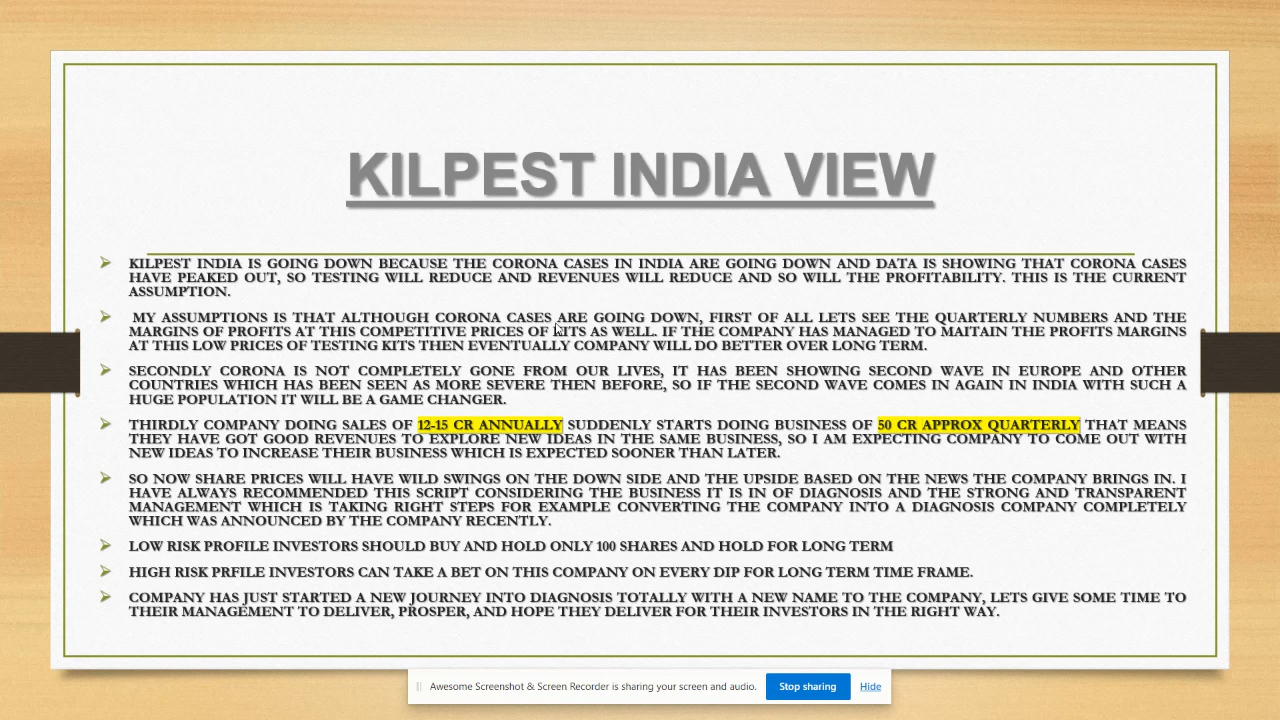 KILPEST INDIA VIEW
KILPEST INDIA IS GOING DOWN BECAUSE THE CORONA CASES IN INDIA ARE GOING DOWN AND DATA IS SHOWING THAT CORONA CASES
HAVE PEAKED OUT, SO TESTING WILL REDUCE AND REVENUES WILL REDUCE AND SO WILL THE PROFITABILITY. THIS IS THE CURRENT
ASSUMPTION.
MY ASSUMPTIONS IS THAT ALTHOUGH CORONA CASES ARE GOING DOWN, FIRST OF ALL LETS SEE THE QUARTERLY NUMBERS AND THE
MARGINS OF PROFITS AT THIS COMPETITIVE PRICES OF KITS AS WELL. IF THE COMPANY HAS MANAGED TO MAITAIN THE PROFITS MARGINS
AT THIS LOW PRICES OF TESTING KITS THEN EVENTUALLY COMPANY WILL DO BETTER OVER LONG TERM.
SECONDLY CORONA IS NOT COMPLETELY GONE FROM OUR LIVES, IT HAS BEEN SHOWING SECOND WAVE IN EUROPE AND OTHER
COUNTRIES WHICH HAS BEEN SEEN AS MORE SEVERE THEN BEFORE, SO IF THE SECOND WAVE COMES IN AGAIN IN INDIA WITH SUCH A
HUGE POPULATION IT WILL BE A GAME CHANGER.
THIRDLY COMPANY DOING SALES OF 12-15 CR ANNUALLY SUDDENLY STARTS DOING BUSINESS OF 50 CR APPROX QUARTERLY THAT MEANS
THEY HAVE GOT GOOD REVENUES TO EXPLORE NEW IDEAS IN THE SAME BUSINESS, SO I AM EXPECTING COMPANY TO COME OUT WITH
NEW IDEAS TO INCREASE THEIR BUSINESS WHICH IS EXPECTED SOONER THAN LATER.
SO NOW SHARE PRICES WILL HAVE WILD SWINGS ON THE DOWN SIDE AND THE UPSIDE BASED ON THE NEWS THE COMPANY BRINGS IN. I
HAVE ALWAYS RECOMMENDED THIS SCRIPT CONSIDERING THE BUSINESS IT IS IN OF DIAGNOSIS AND THE STRONG AND TRANSPARENT
MANAGEMENT WHICH IS TAKING RIGHT STEPS FOR EXAMPLE CONVERTING THE COMPANY INTO A DIAGNOSIS COMPANY COMPLETELY
WHICH WAS ANNOUNCED BY THE COMPANY RECENTLY.
LOW RISK PROFILE INVESTORS SHOULD BUY AND HOLD ONLY 100 SHARES AND HOLD FOR LONG TERM
HIGH RISK PRFILE INVESTORS CAN TAKE A BET ON THIS COMPANY ON EVERY DIP FOR LONG TERM TIME FRAME.
COMPANY HAS JUST STARTED A NEW JOURNEY INTO DIAGNOSIS TOTALLY WITH A NEW NAME TO THE COMPANY, LETS GIVE SOME TIME TO
THEIR MANAGEMENT TO DELIVER, PROSPER, AND HOPE THEY DELIVER FOR THEIR INVESTORS IN THE RIGHT WAY.
Awesome Screenshot & Screen Recorder is sharing your screen and audio. Stop sharing Hide